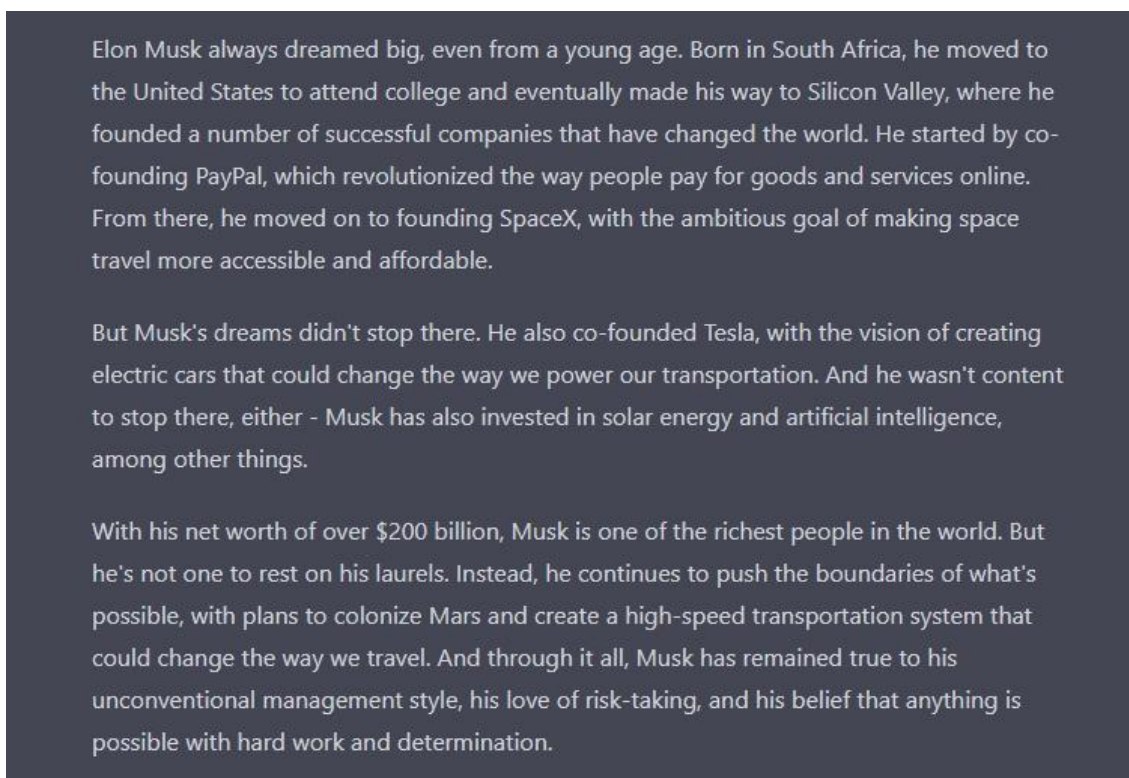 Elon Musk always dreamed big, even from a young age. Born in South Africa, he moved to
the United States to attend college and eventually made his way to Silicon Valley, where he
founded a number of successful companies that have changed the world. He started by co-
founding PayPal, which revolutionized the way people pay for goods and services online.
From there, he moved on to founding SpaceX, with the ambitious goal of making space
travel more accessible and affordable.
But Musk's dreams didn't stop there. He also co-founded Tesla, with the vision of creating
electric cars that could change the way we power our transportation. And he wasn't content
to stop there, either - Musk has also invested in solar energy and artificial intelligence,
among other things.
With his net worth of over $200 billion, Musk is one of the richest people in the world. But
he's not one to rest on his laurels. Instead, he continues to push the boundaries of what's
possible, with plans to colonize Mars and create a high-speed transportation system that
could change the way we travel. And through it all, Musk has remained true to his
unconventional management style, his love of risk-taking, and his belief that anything is
possible with hard work and determination.